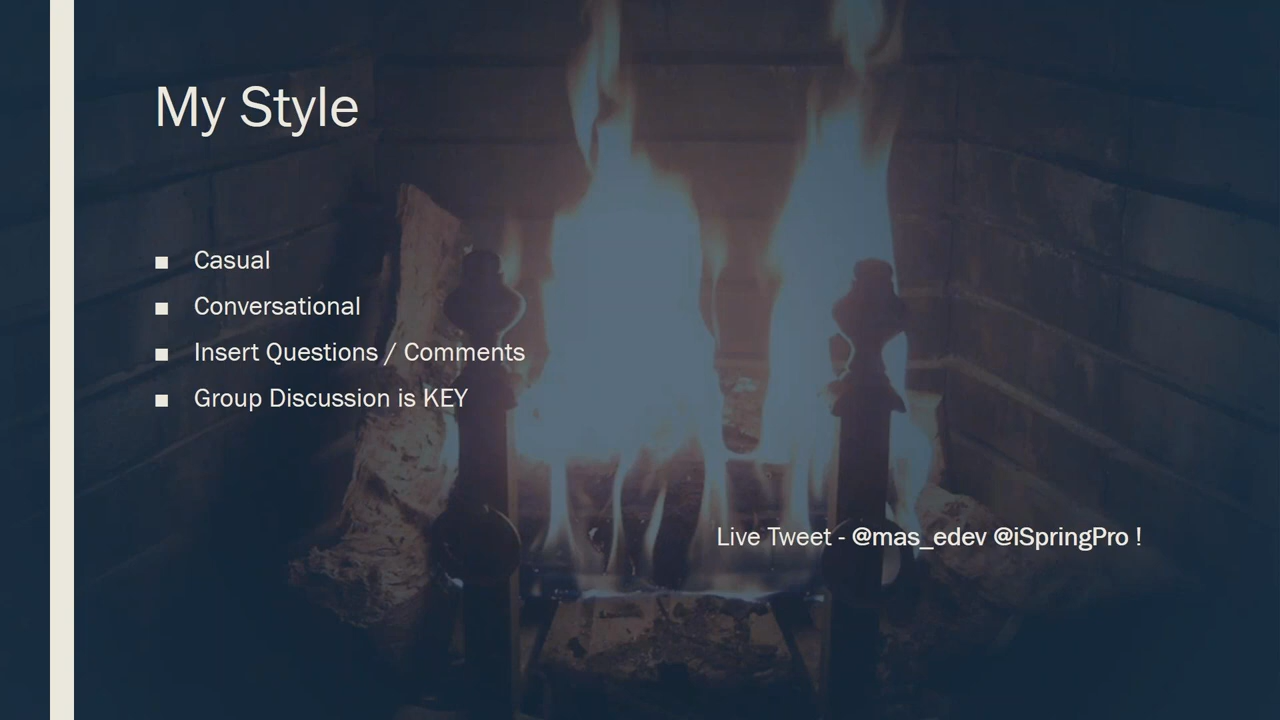 My Style
Casual
Conversational
Insert Questions / Comments
Group Discussion is KEY
Live Tweet - @mas_edev @iSpringPro !